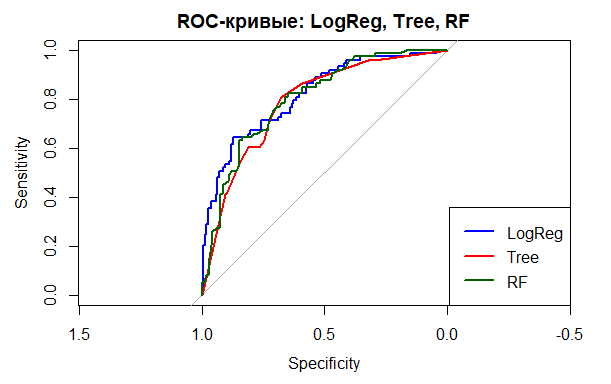 ROC-кривые: LogReg, Tree, RF
Sensitivity
1.0
0.8
0.6
0.4
0.2
0.0
LogReg
Tree
RF
1.5 1.0 0.5 0.0 -0.5
Specificity